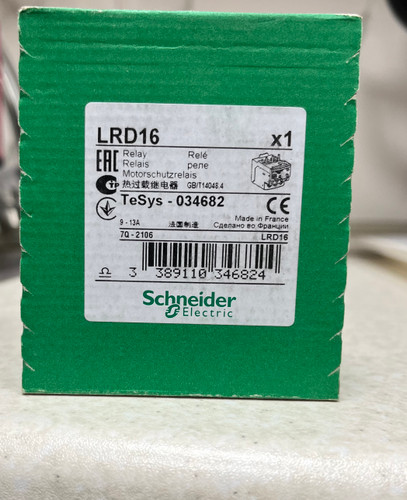 LRD16 x1
EAC Relay Relé
Relais реле
Motorschutzrelais
热过载继电器 GB/T14048.4
TeSys - 034682 CE
9 - 13A 法国制造 Made in France
Сделано во Франции
7Q - 2106 LRD16
3 389110 346824
Schneider
Electric